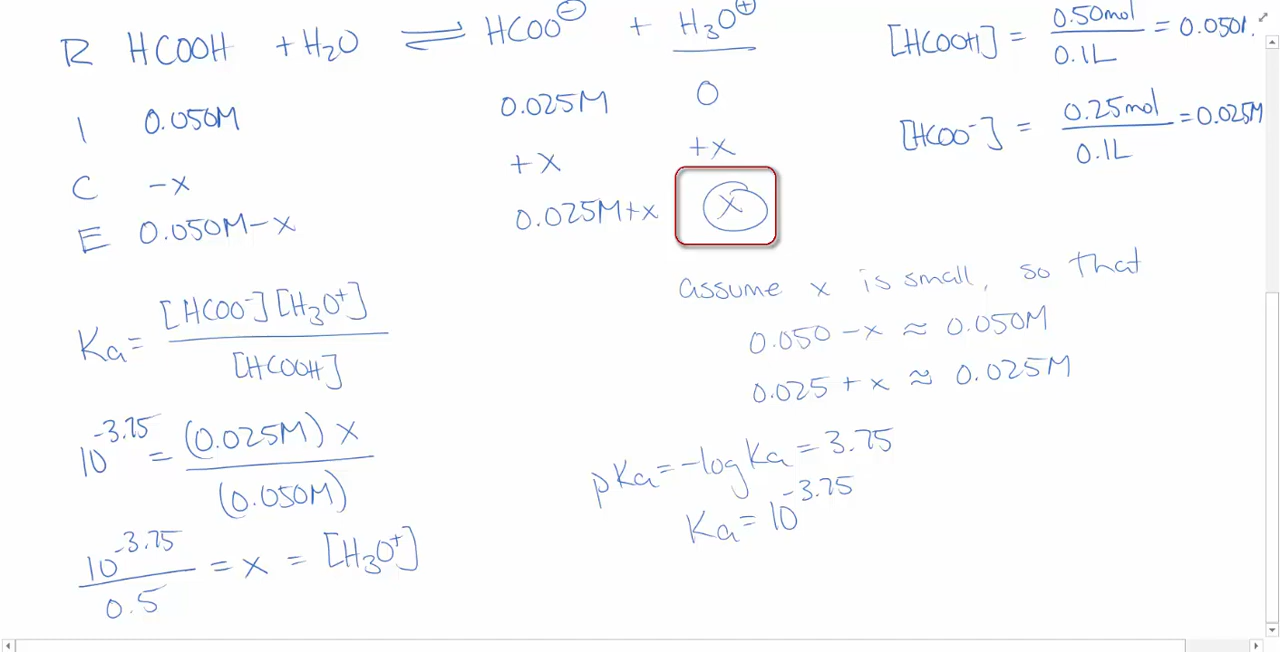 R HCOOH + H₂O ⇌ HCOO⊖ + H₃O⊕
I 0.050M 0.025M 0
C -x +x +x
E 0.050M-x 0.025M+x x
[HCOOH] = 0.50mol / 0.1L = 0.050
[HCOO⁻] = 0.25mol / 0.1L = 0.025M
Ka = [HCOO⁻][H₃O⁺] / [HCOOH]
10^-3.75 = (0.025M) x / (0.050M)
10^-3.75 / 0.5 = x = [H₃O⁺]
assume x is small, so that
0.050 - x ≈ 0.050M
0.025 + x ≈ 0.025M
pKa = -log Ka = 3.75
Ka = 10^-3.75